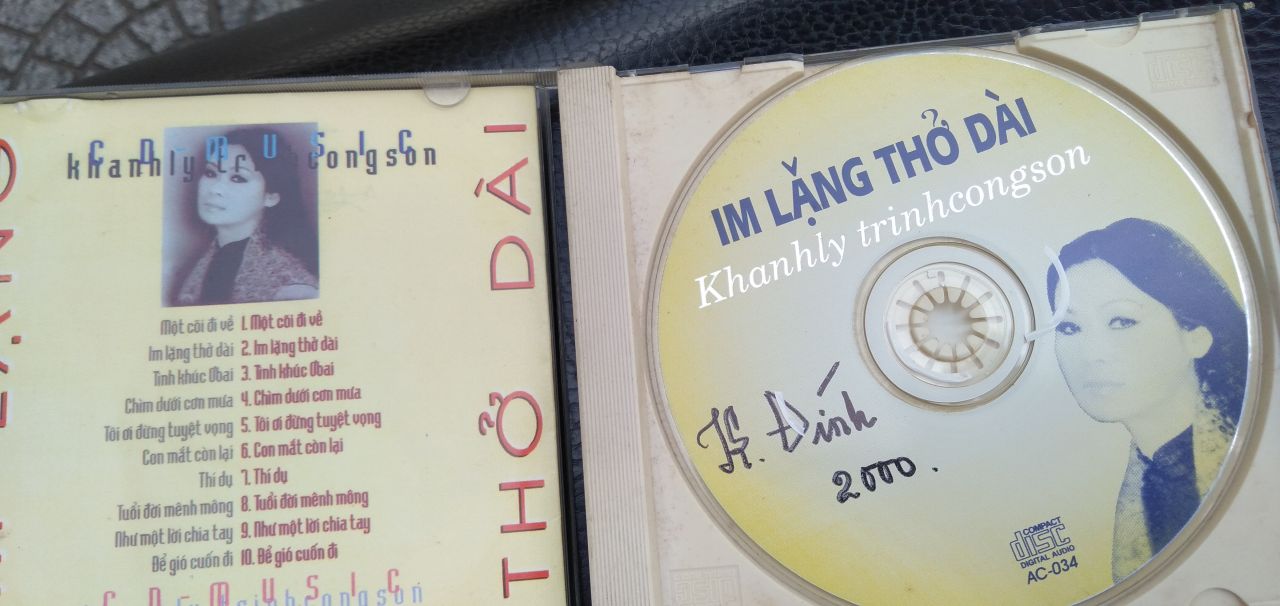 CD-MUSIC
khanhly
congson
Một cõi đi về 1. Một cõi đi về
Im lặng thở dài 2. Im lặng thở dài
Tình khúc Ơbai 3. Tình khúc Ơbai
Chìm dưới cơn mưa 4. Chìm dưới cơn mưa
Tôi ơi đừng tuyệt vọng 5. Tôi ơi đừng tuyệt vọng
Con mắt còn lại 6. Con mắt còn lại
Thí dụ 7. Thí dụ
Tuổi đời mênh mông 8. Tuổi đời mênh mông
Như một lời chia tay 9. Như một lời chia tay
Để gió cuốn đi 10. Để gió cuốn đi
CD-MUSIC
THỞ DÀI
IM LẶNG THỞ DÀI
Khanhly trinhcongson
Đính
2000.
COMPACT
disc
DIGITAL AUDIO
AC-034